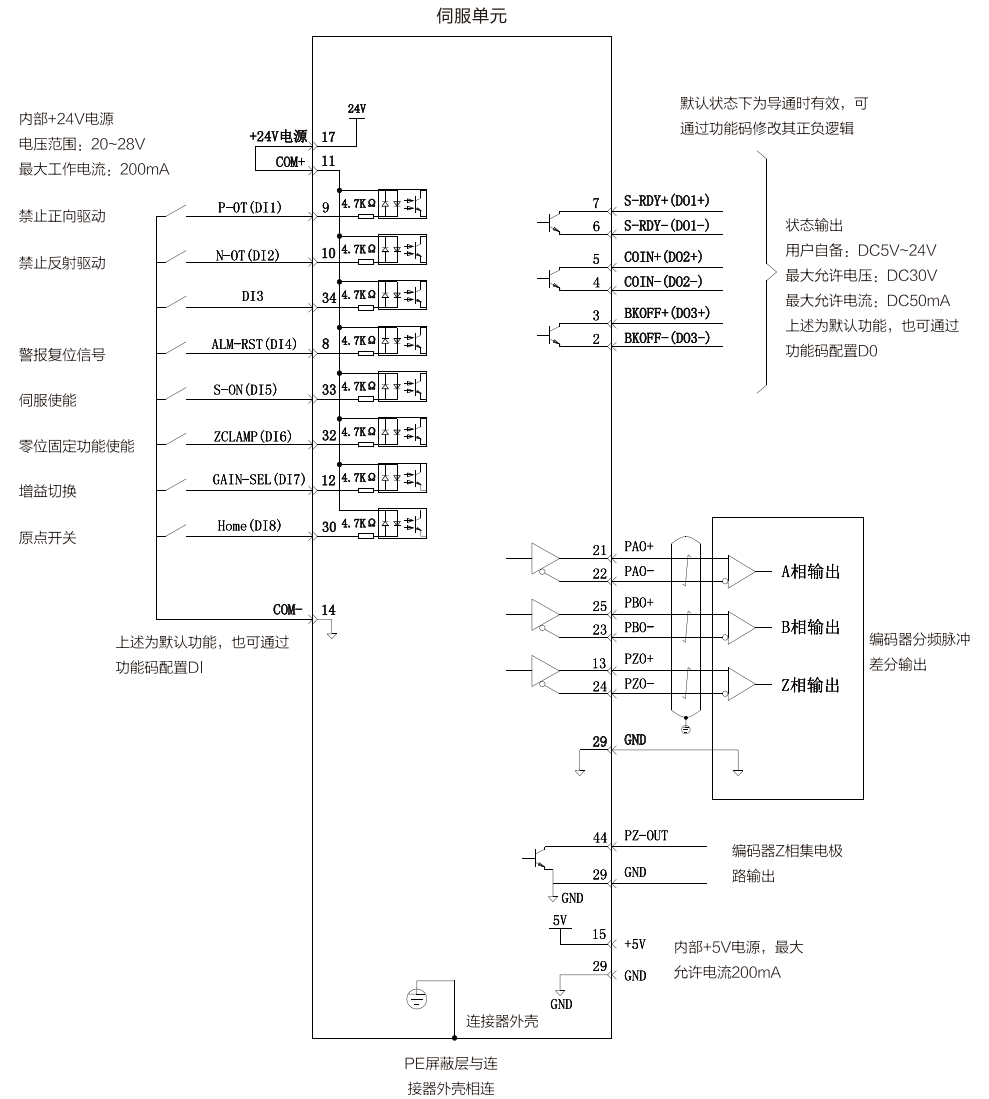 伺服单元
内部+24V电源
电压范围：20~28V
最大工作电流：200mA
24V
+24V电源
17
COM+
11
禁止正向驱动
P-OT(DI1)
9
4.7KΩ
禁止反射驱动
N-OT(DI2)
10
4.7KΩ
DI3
34
4.7KΩ
警报复位信号
ALM-RST(DI4)
8
4.7KΩ
伺服使能
S-ON(DI5)
33
4.7KΩ
零位固定功能使能
ZCLAMP(DI6)
32
4.7KΩ
增益切换
GAIN-SEL(DI7)
12
4.7KΩ
原点开关
Home(DI8)
30
4.7KΩ
COM-
14
上述为默认功能，也可通过
功能码配置DI
默认状态下为导通时有效，可
通过功能码修改其正负逻辑
7
S-RDY+(DO1+)
6
S-RDY-(DO1-)
5
COIN+(DO2+)
4
COIN-(DO2-)
3
BKOFF+(DO3+)
2
BKOFF-(DO3-)
状态输出
用户自备：DC5V~24V
最大允许电压：DC30V
最大允许电流：DC50mA
上述为默认功能，也可通过
功能码配置D0
21
PAO+
22
PAO-
A相输出
25
PBO+
23
PBO-
B相输出
13
PZO+
24
PZO-
Z相输出
编码器分频脉冲
差分输出
29
GND
44
PZ-OUT
29
GND
GND
编码器Z相集电极
路输出
5V
15
+5V
29
GND
GND
内部+5V电源，最大
允许电流200mA
连接器外壳
PE屏蔽层与连
接器外壳相连